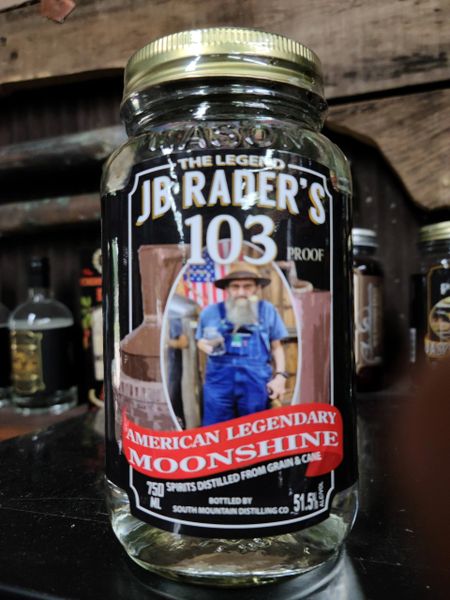 MASON
THE LEGEND
JB RADER'S
103
PROOF
AMERICAN LEGENDARY
MOONSHINE
SPIRITS DISTILLED FROM GRAIN & CANE
750
ML
BOTTLED BY
SOUTH MOUNTAIN DISTILLING CO
51.5%